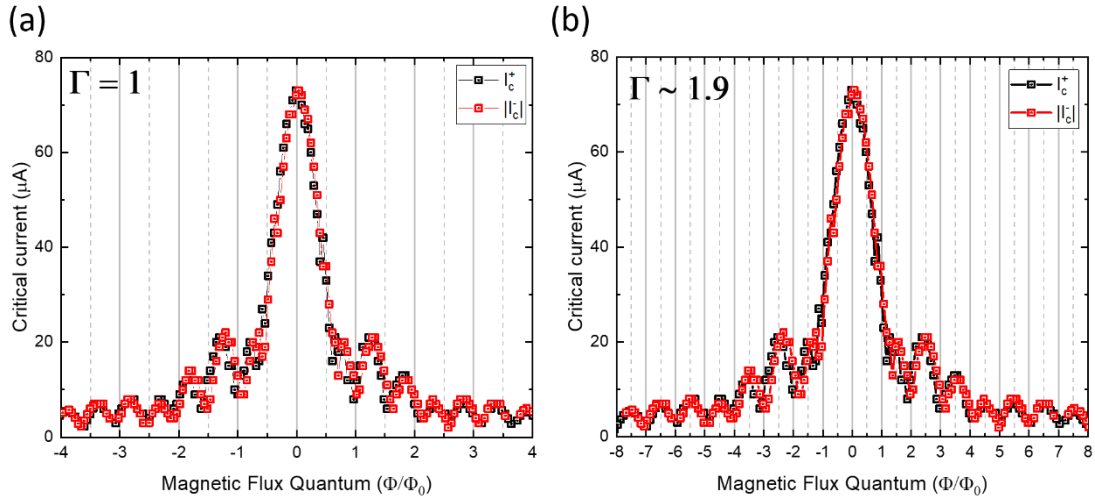 (a)
Γ = 1
I_c^+
|I_c^-|
80
60
40
20
0
Critical current (μA)
-4 -3 -2 -1 0 1 2 3 4
Magnetic Flux Quantum (Φ/Φ₀)
(b)
Γ ~ 1.9
I_c^+
|I_c^-|
80
60
40
20
0
Critical current (μA)
-8 -7 -6 -5 -4 -3 -2 -1 0 1 2 3 4 5 6 7 8
Magnetic Flux Quantum (Φ/Φ₀)